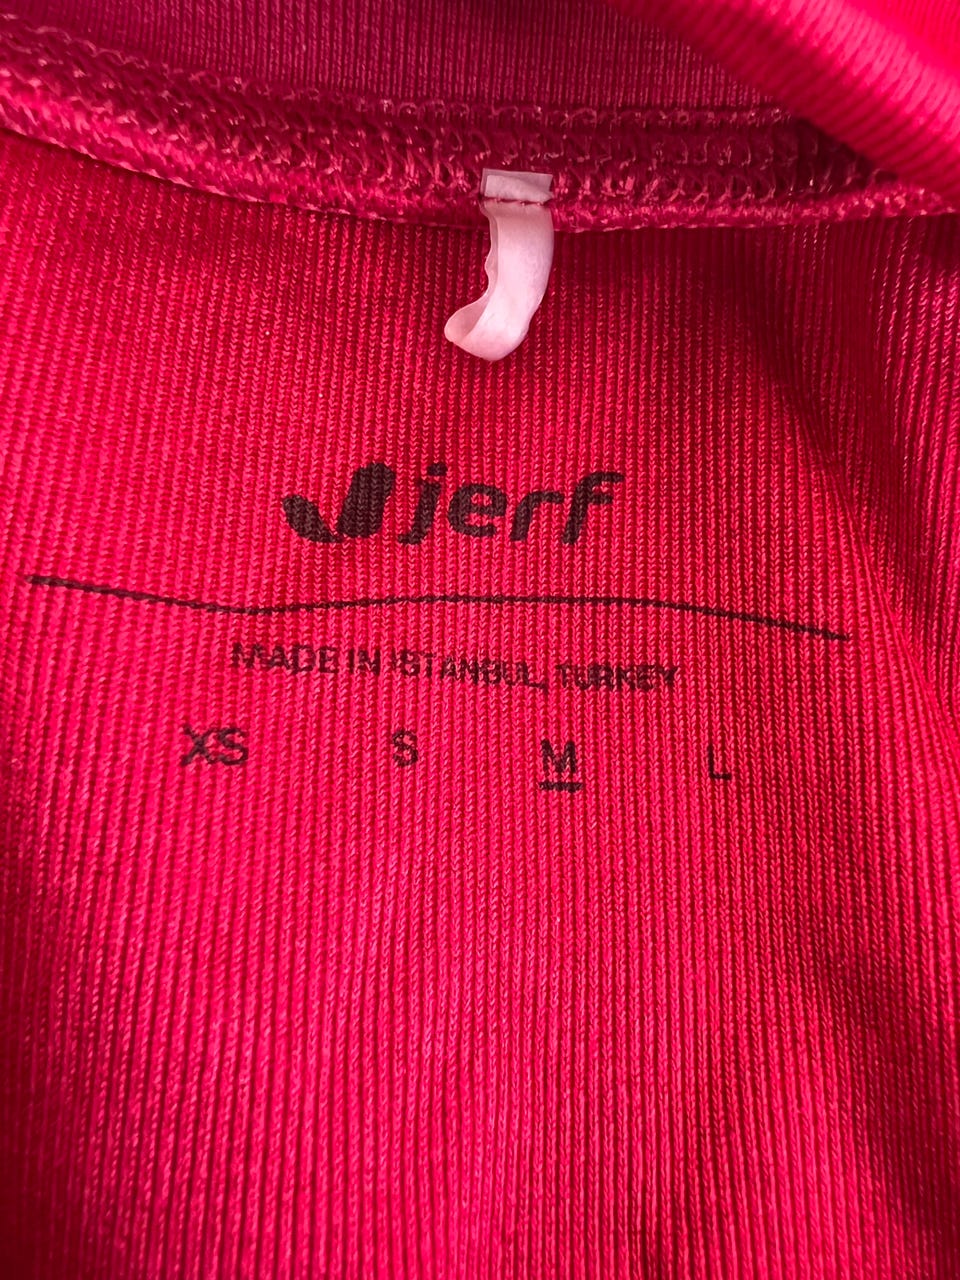 jerf
MADE IN ISTANBUL, TURKEY
XS S M L